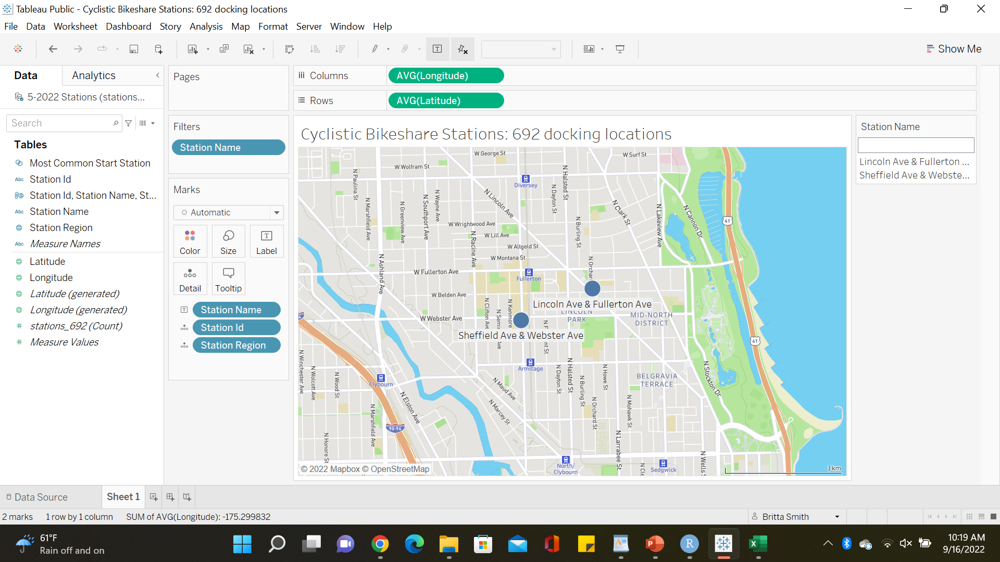 Tableau Public - Cyclistic Bikeshare Stations: 692 docking locations
File Data Worksheet Dashboard Story Analysis Map Format Server Window Help
Show Me
Data Analytics
5-2022 Stations (stations...
Search
Tables
Most Common Start Station
Abc Station Id
Station Id, Station Name, St...
Abc Station Name
Station Region
Abc Measure Names
Latitude
Longitude
Latitude (generated)
Longitude (generated)
# stations_692 (Count)
# Measure Values
Pages
Filters
Station Name
Marks
Automatic
Color Size Label
Detail Tooltip
Station Name
Station Id
Station Region
Columns AVG(Longitude)
Rows AVG(Latitude)
Cyclistic Bikeshare Stations: 692 docking locations
W George St
W Surf St
W Wolfram St
N Paulina St
N Halsted St
Diversey
N Lincoln Ave
N Dayton St
N Wayne Ave
N Southport Ave
N Marshfield Ave
N Greenview Ave
N Clark St
N Lakeview Ave
N Cannon Dr
41
W Wrightwood Ave
N Burling St
N Racine Ave
W Lill Ave
W Altgeld St
W Montana St
N Ashland Ave
N Orchar
W Fullerton Ave
Fullerton
W Belden Ave
Lincoln Ave & Fullerton Ave
N Clifton Ave
N Kenmore
LINCOLN
PARK
MID-NORTH
DISTRICT
W Webster Ave
Sheffield Ave & Webster Ave
41
N Winchester Ave
N Wolcott Ave
N Wood St
Armitage
N Dayton St
N Halsted St
N Burling St
N Howe St
N Stockton Dr
BELGRAVIA
TERRACE
Clybourn
N Elston Ave
N Maud Ave
N Marcey St
N Orchard St
N Mohawk St
N Marshfield Ave
90-94
N Honore St
N Larrabee St
N Wells S
N Cle
North/
Clybourn
Sedgwick
© 2022 Mapbox © OpenStreetMap
1 km
Station Name
Lincoln Ave & Fullerton ...
Sheffield Ave & Webste...
Data Source Sheet 1
2 marks 1 row by 1 column SUM of AVG(Longitude): -175.299832
Britta Smith
61°F
Rain off and on
10:19 AM
9/16/2022